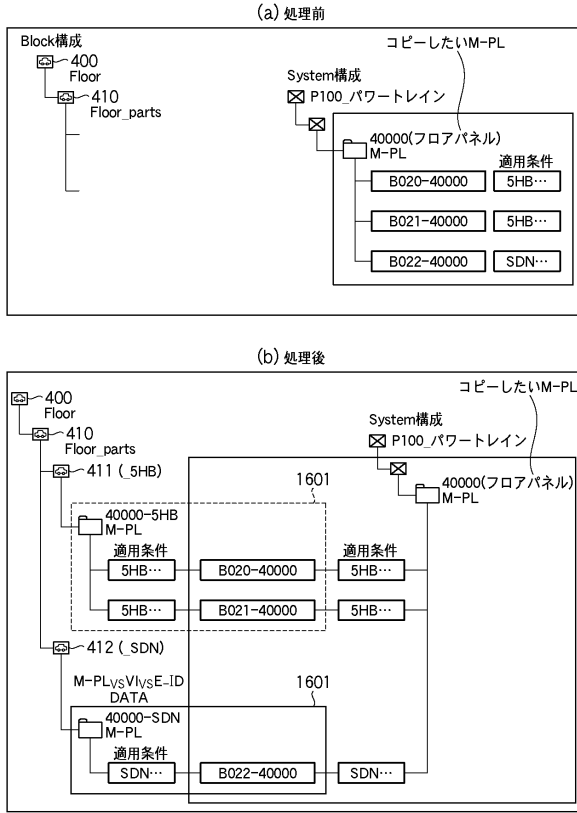 (a) 処理前
Block構成
400
Floor
410
Floor_parts
コピーしたいM-PL
System構成
P100_パワートレイン
40000(フロアパネル)
M-PL
適用条件
B020-40000 5HB…
B021-40000 5HB…
B022-40000 SDN…
(b) 処理後
400
Floor
410
Floor_parts
411 (_5HB)
コピーしたいM-PL
System構成
P100_パワートレイン
40000(フロアパネル)
M-PL
1601
40000-5HB
M-PL
適用条件 適用条件
5HB… B020-40000 5HB…
5HB… B021-40000 5HB…
412 (_SDN)
M-PLVSVIVSE-ID
DATA
1601
40000-SDN
M-PL
適用条件
SDN… B022-40000 SDN…